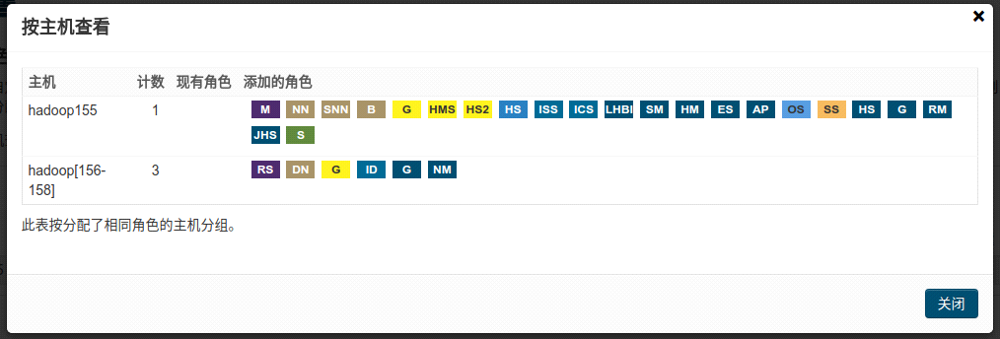 按主机查看
主机 计数 现有角色 添加的角色
hadoop155 1 M NN SNN B G HMS HS2 HS ISS ICS LHBI SM HM ES AP OS SS HS G RM
JHS S
hadoop[156-
158] 3 RS DN G ID G NM
此表按分配了相同角色的主机分组。
关闭